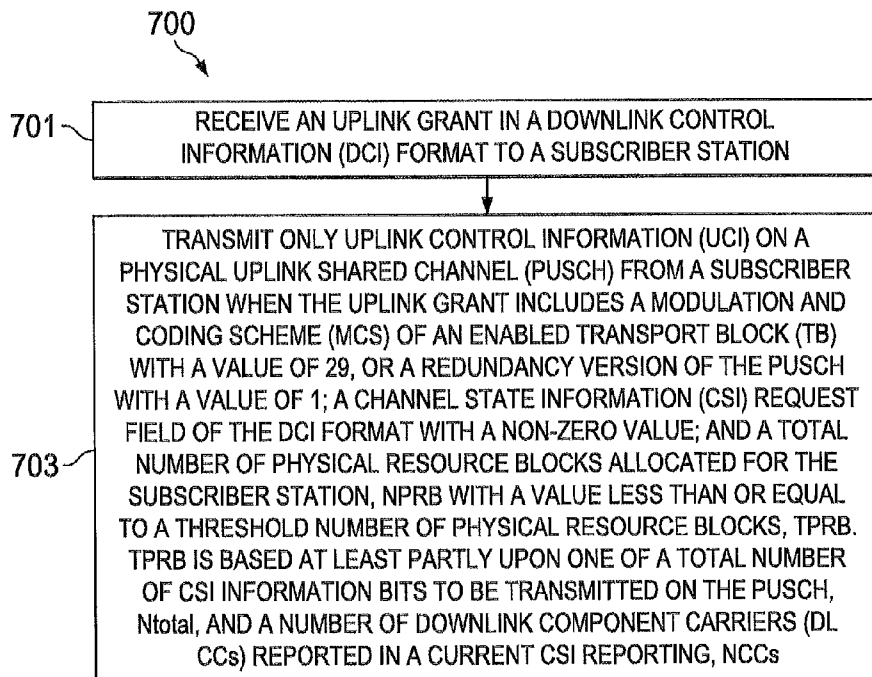 700
701
RECEIVE AN UPLINK GRANT IN A DOWNLINK CONTROL
INFORMATION (DCI) FORMAT TO A SUBSCRIBER STATION
703
TRANSMIT ONLY UPLINK CONTROL INFORMATION (UCI) ON A
PHYSICAL UPLINK SHARED CHANNEL (PUSCH) FROM A SUBSCRIBER
STATION WHEN THE UPLINK GRANT INCLUDES A MODULATION AND
CODING SCHEME (MCS) OF AN ENABLED TRANSPORT BLOCK (TB)
WITH A VALUE OF 29, OR A REDUNDANCY VERSION OF THE PUSCH
WITH A VALUE OF 1; A CHANNEL STATE INFORMATION (CSI) REQUEST
FIELD OF THE DCI FORMAT WITH A NON-ZERO VALUE; AND A TOTAL
NUMBER OF PHYSICAL RESOURCE BLOCKS ALLOCATED FOR THE
SUBSCRIBER STATION, NPRB WITH A VALUE LESS THAN OR EQUAL
TO A THRESHOLD NUMBER OF PHYSICAL RESOURCE BLOCKS, TPRB.
TPRB IS BASED AT LEAST PARTLY UPON ONE OF A TOTAL NUMBER
OF CSI INFORMATION BITS TO BE TRANSMITTED ON THE PUSCH,
Ntotal, AND A NUMBER OF DOWNLINK COMPONENT CARRIERS (DL
CCs) REPORTED IN A CURRENT CSI REPORTING, NCCs